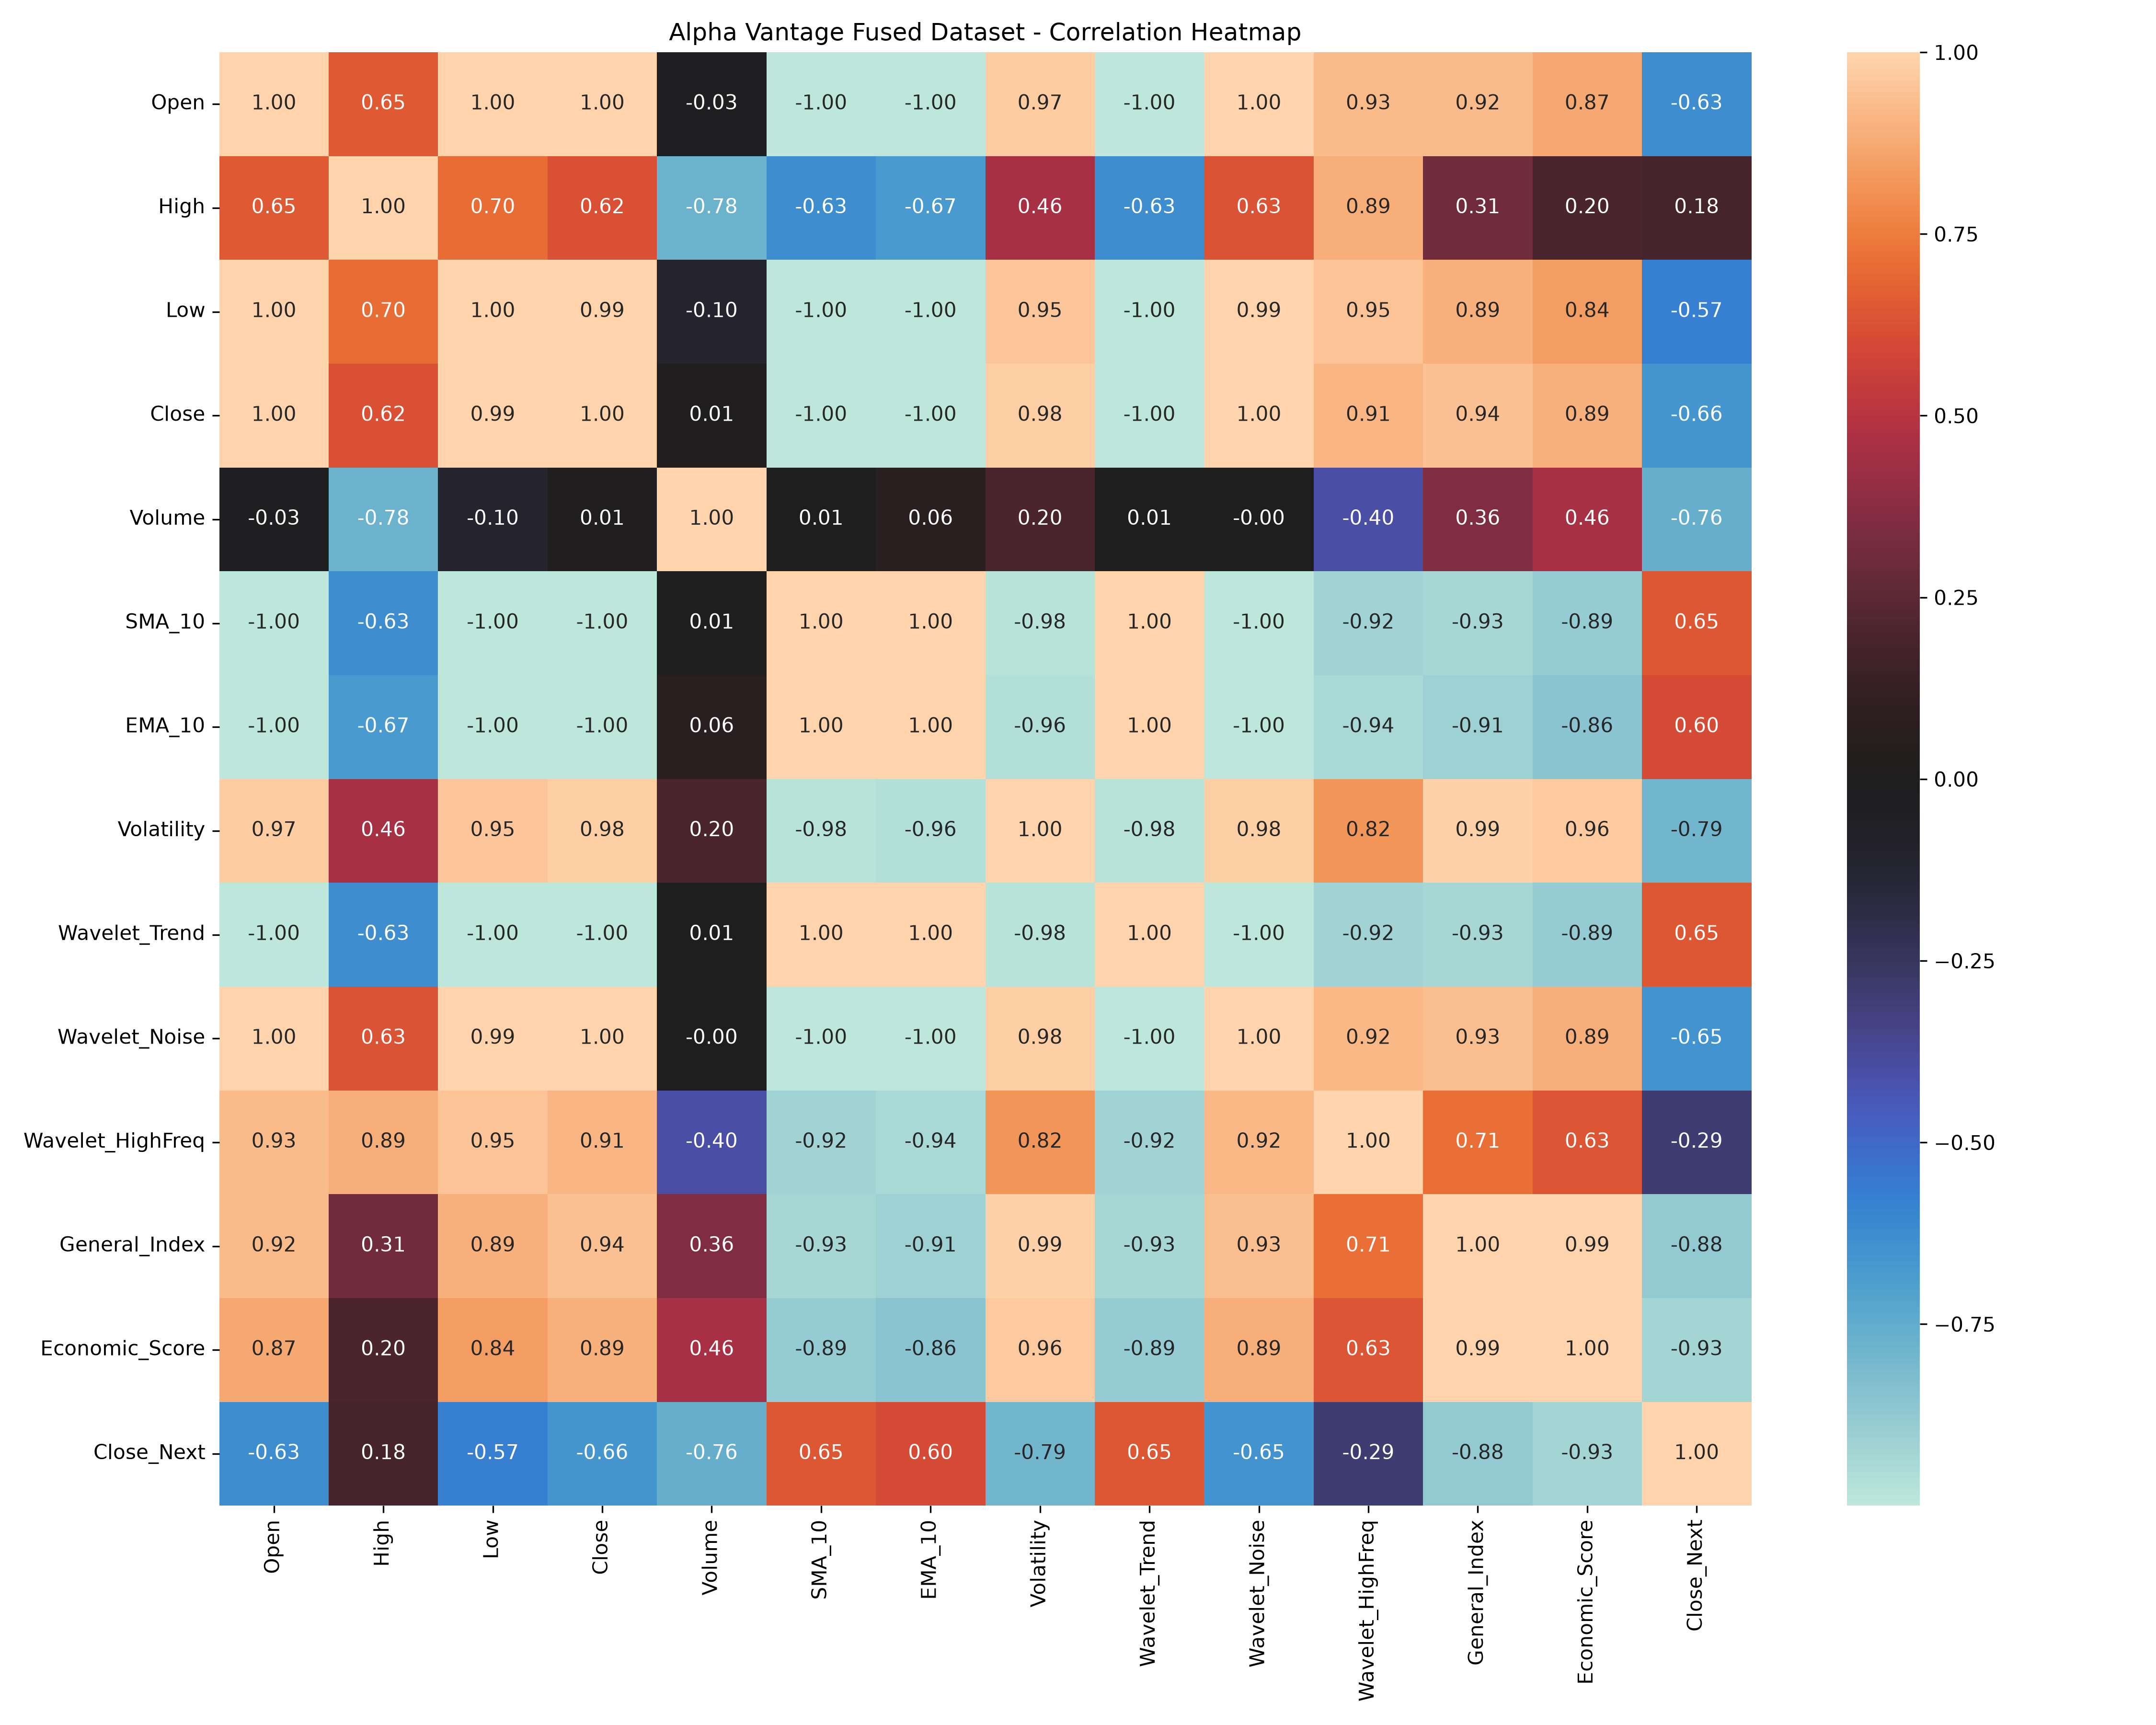 Alpha Vantage Fused Dataset - Correlation Heatmap
Open 1.00 0.65 1.00 1.00 -0.03 -1.00 -1.00 0.97 -1.00 1.00 0.93 0.92 0.87 -0.63
High 0.65 1.00 0.70 0.62 -0.78 -0.63 -0.67 0.46 -0.63 0.63 0.89 0.31 0.20 0.18
Low 1.00 0.70 1.00 0.99 -0.10 -1.00 -1.00 0.95 -1.00 0.99 0.95 0.89 0.84 -0.57
Close 1.00 0.62 0.99 1.00 0.01 -1.00 -1.00 0.98 -1.00 1.00 0.91 0.94 0.89 -0.66
Volume -0.03 -0.78 -0.10 0.01 1.00 0.01 0.06 0.20 0.01 -0.00 -0.40 0.36 0.46 -0.76
SMA_10 -1.00 -0.63 -1.00 -1.00 0.01 1.00 1.00 -0.98 1.00 -1.00 -0.92 -0.93 -0.89 0.65
EMA_10 -1.00 -0.67 -1.00 -1.00 0.06 1.00 1.00 -0.96 1.00 -1.00 -0.94 -0.91 -0.86 0.60
Volatility 0.97 0.46 0.95 0.98 0.20 -0.98 -0.96 1.00 -0.98 0.98 0.82 0.99 0.96 -0.79
Wavelet_Trend -1.00 -0.63 -1.00 -1.00 0.01 1.00 1.00 -0.98 1.00 -1.00 -0.92 -0.93 -0.89 0.65
Wavelet_Noise 1.00 0.63 0.99 1.00 -0.00 -1.00 -1.00 0.98 -1.00 1.00 0.92 0.93 0.89 -0.65
Wavelet_HighFreq 0.93 0.89 0.95 0.91 -0.40 -0.92 -0.94 0.82 -0.92 0.92 1.00 0.71 0.63 -0.29
General_Index 0.92 0.31 0.89 0.94 0.36 -0.93 -0.91 0.99 -0.93 0.93 0.71 1.00 0.99 -0.88
Economic_Score 0.87 0.20 0.84 0.89 0.46 -0.89 -0.86 0.96 -0.89 0.89 0.63 0.99 1.00 -0.93
Close_Next -0.63 0.18 -0.57 -0.66 -0.76 0.65 0.60 -0.79 0.65 -0.65 -0.29 -0.88 -0.93 1.00
Open High Low Close Volume SMA_10 EMA_10 Volatility Wavelet_Trend Wavelet_Noise Wavelet_HighFreq General_Index Economic_Score Close_Next
1.00
0.75
0.50
0.25
0.00
−0.25
−0.50
−0.75